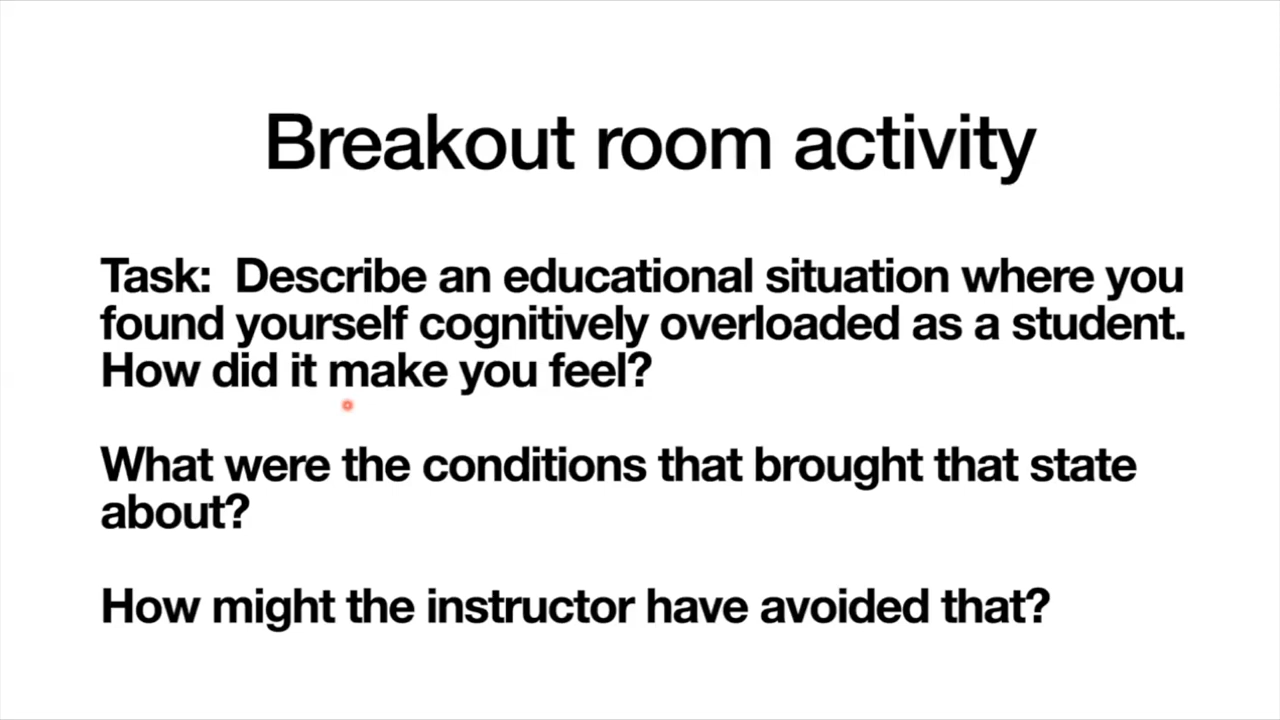 Breakout room activity
Task:  Describe an educational situation where you
found yourself cognitively overloaded as a student.
How did it make you feel?
What were the conditions that brought that state
about?
How might the instructor have avoided that?